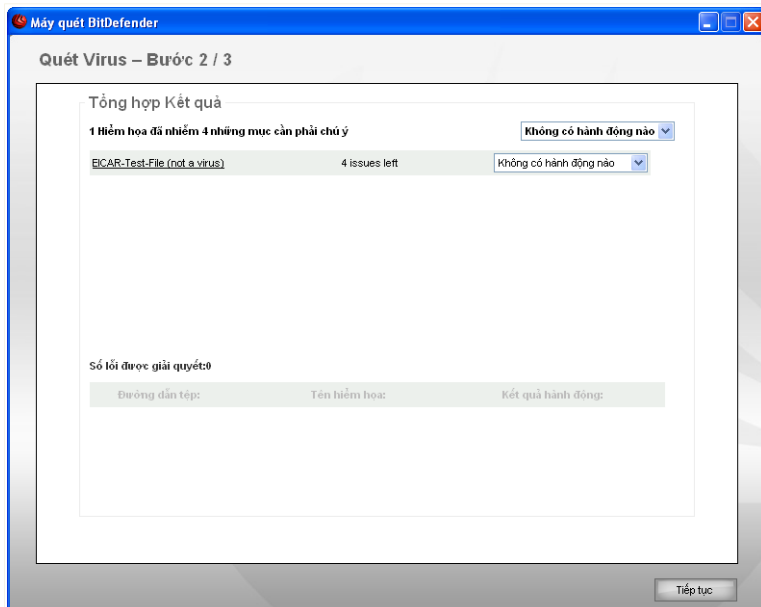 Máy quét BitDefender
Quét Virus – Bước 2 / 3
Tổng hợp Kết quả
1 Hiểm họa đã nhiễm 4 những mục cần phải chú ý Không có hành động nào
EICAR-Test-File (not a virus) 4 issues left Không có hành động nào
Số lỗi được giải quyết:0
Đường dẫn tệp: Tên hiểm họa: Kết quả hành động:
Tiếp tục